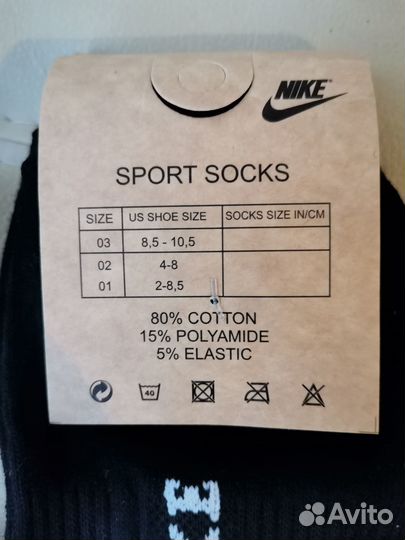 NIKE
SPORT SOCKS
SIZE US SHOE SIZE SOCKS SIZE IN/CM
03 8,5 - 10,5
02 4-8
01 2-8,5
80% COTTON
15% POLYAMIDE
5% ELASTIC
40
Avito